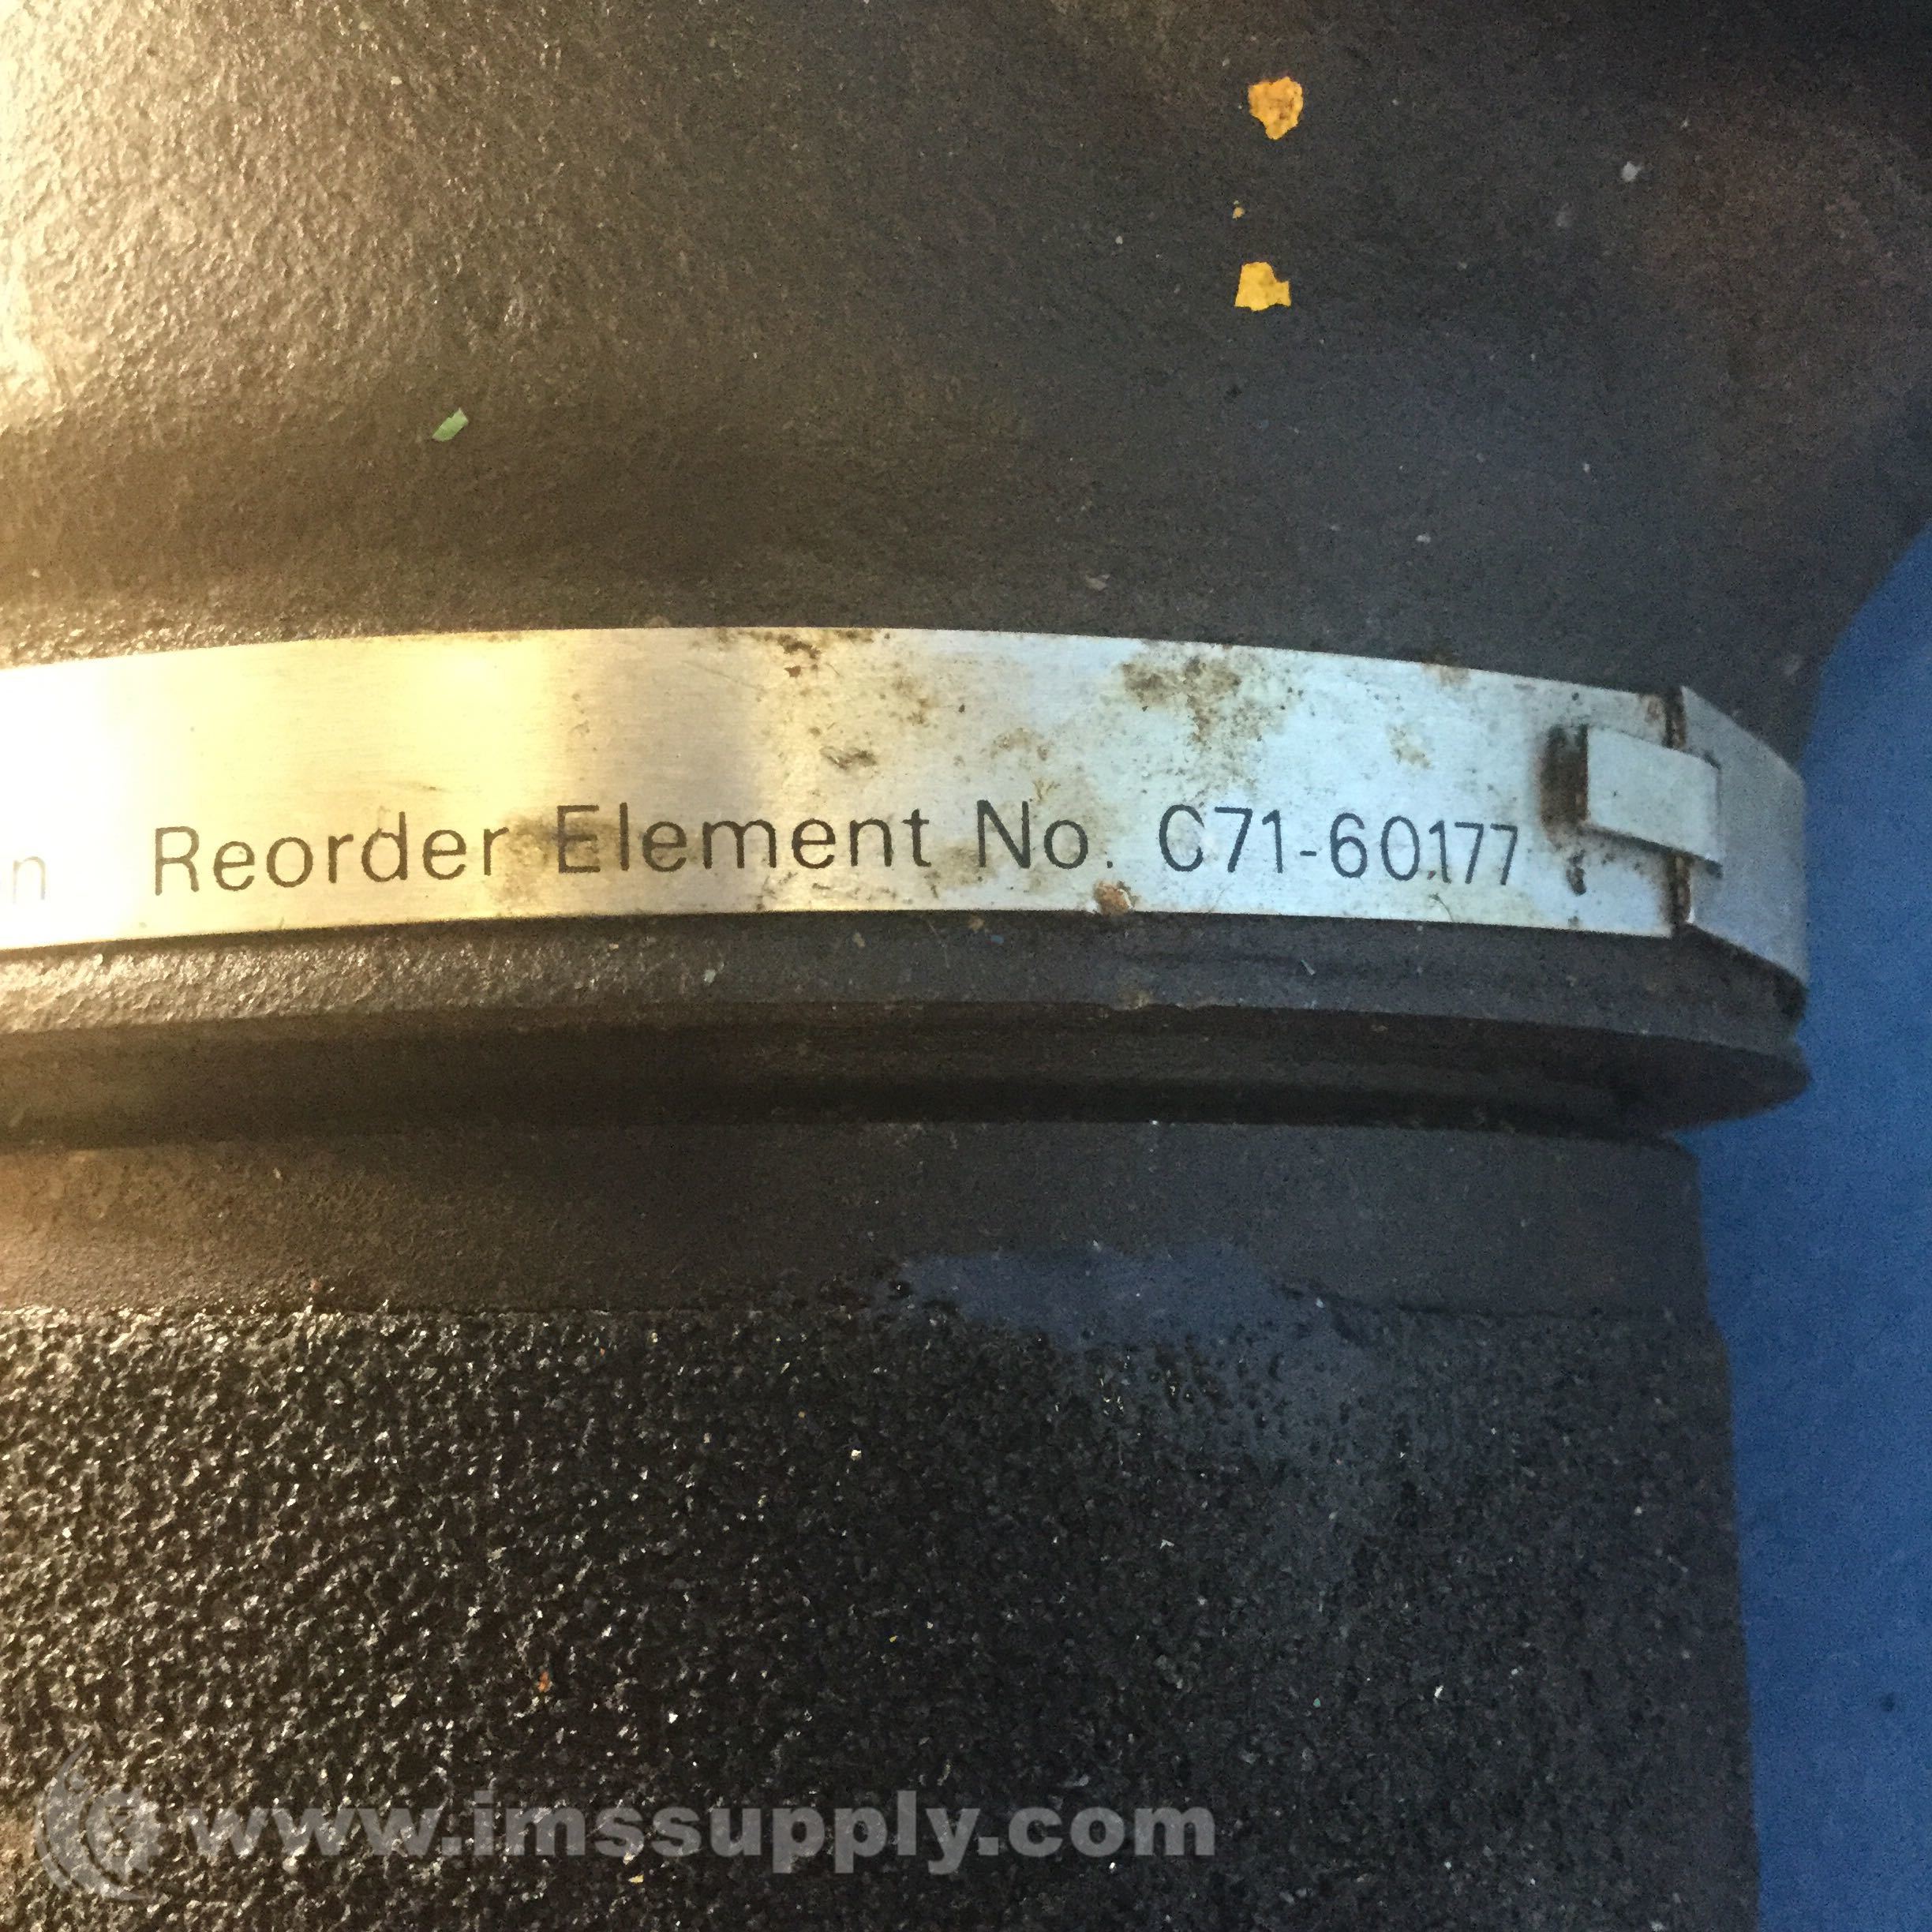 Reorder Element No. C71-60177
www.imssupply.com